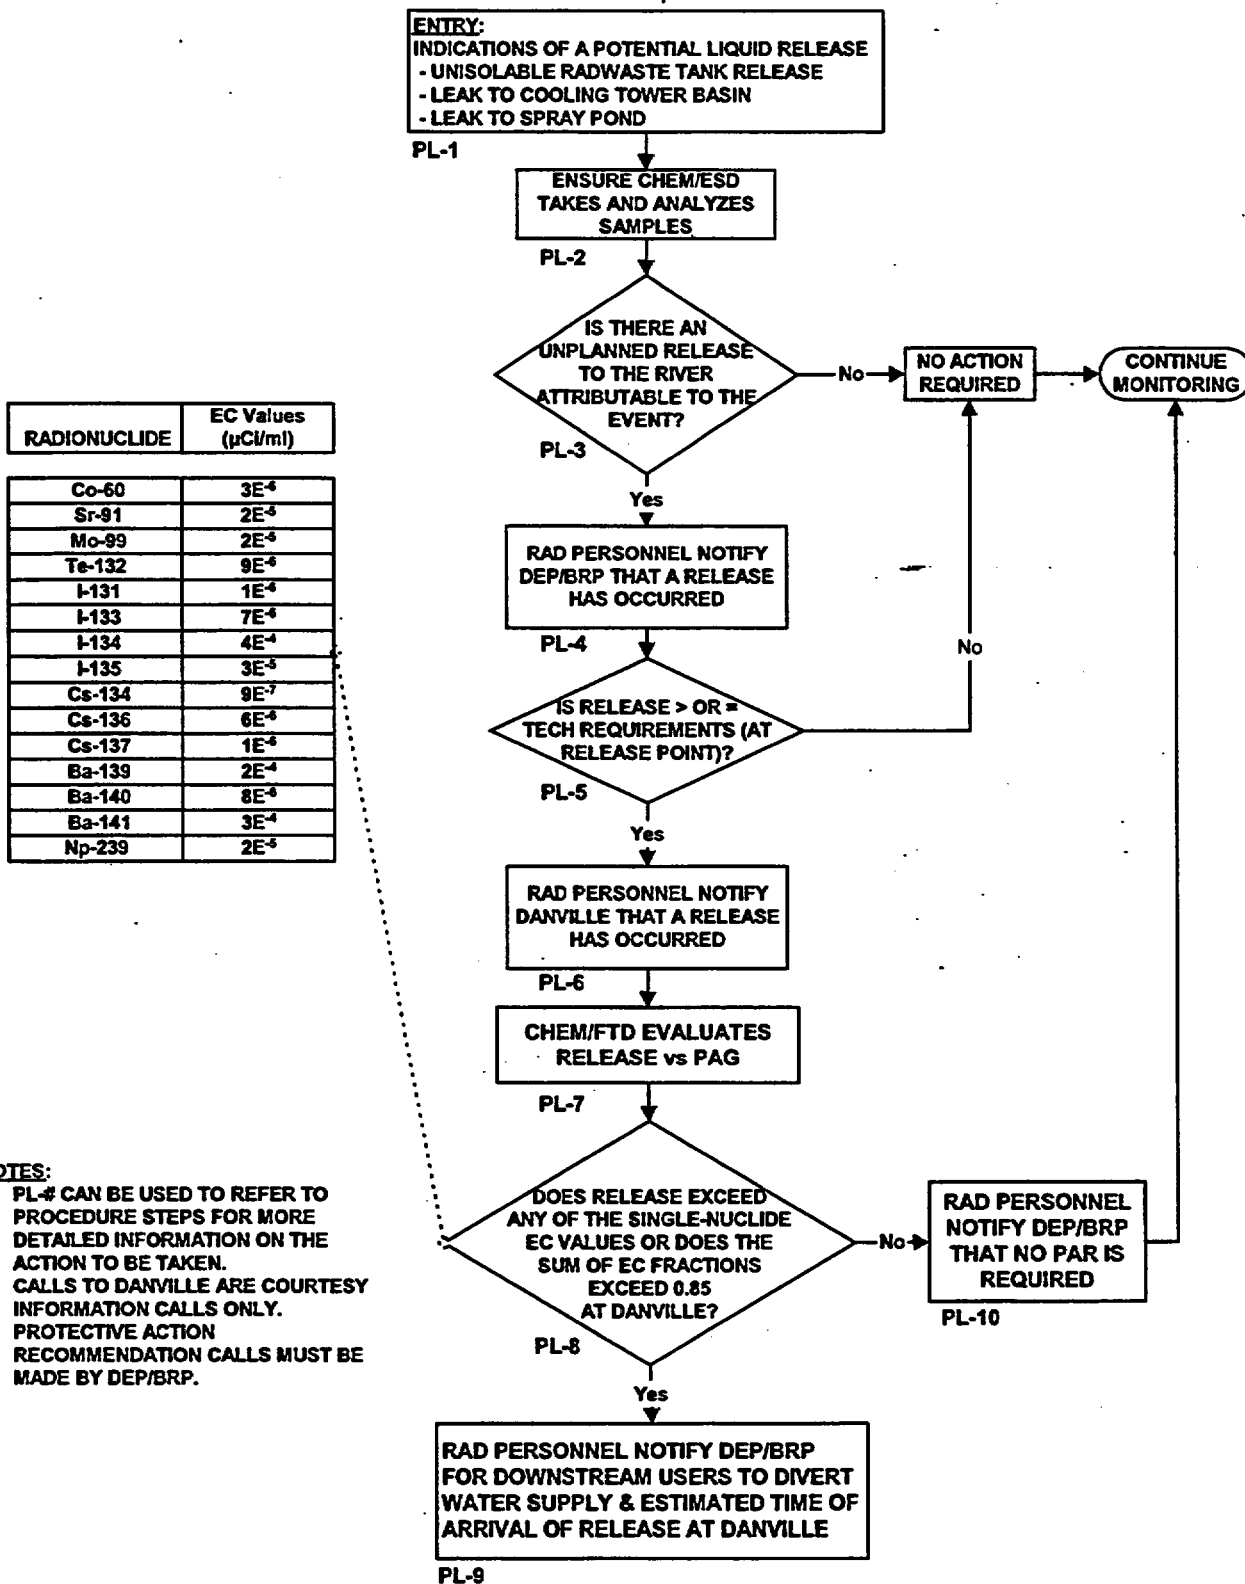 ENTRY:
INDICATIONS OF A POTENTIAL LIQUID RELEASE
- UNISOLABLE RADWASTE TANK RELEASE
- LEAK TO COOLING TOWER BASIN
- LEAK TO SPRAY POND
PL-1
ENSURE CHEM/ESD
TAKES AND ANALYZES
SAMPLES
PL-2
IS THERE AN
UNPLANNED RELEASE
TO THE RIVER
ATTRIBUTABLE TO THE
EVENT?
PL-3
No
NO ACTION
REQUIRED
CONTINUE
MONITORING
Yes
RAD PERSONNEL NOTIFY
DEP/BRP THAT A RELEASE
HAS OCCURRED
PL-4
No
IS RELEASE > OR =
TECH REQUIREMENTS (AT
RELEASE POINT)?
PL-5
Yes
RAD PERSONNEL NOTIFY
DANVILLE THAT A RELEASE
HAS OCCURRED
PL-6
CHEM/FTD EVALUATES
RELEASE vs PAG
PL-7
DOES RELEASE EXCEED
ANY OF THE SINGLE-NUCLIDE
EC VALUES OR DOES THE
SUM OF EC FRACTIONS
EXCEED 0.85
AT DANVILLE?
PL-8
No
RAD PERSONNEL
NOTIFY DEP/BRP
THAT NO PAR IS
REQUIRED
PL-10
Yes
RAD PERSONNEL NOTIFY DEP/BRP
FOR DOWNSTREAM USERS TO DIVERT
WATER SUPPLY & ESTIMATED TIME OF
ARRIVAL OF RELEASE AT DANVILLE
PL-9
RADIONUCLIDE EC Values (µCi/ml)
Co-60 3E-6
Sr-91 2E-5
Mo-99 2E-5
Te-132 9E-6
I-131 1E-6
I-133 7E-6
I-134 4E-4
I-135 3E-5
Cs-134 9E-7
Cs-136 6E-6
Cs-137 1E-6
Ba-139 2E-4
Ba-140 8E-6
Ba-141 3E-4
Np-239 2E-5
OTES:
PL-# CAN BE USED TO REFER TO
PROCEDURE STEPS FOR MORE
DETAILED INFORMATION ON THE
ACTION TO BE TAKEN.
CALLS TO DANVILLE ARE COURTESY
INFORMATION CALLS ONLY.
PROTECTIVE ACTION
RECOMMENDATION CALLS MUST BE
MADE BY DEP/BRP.